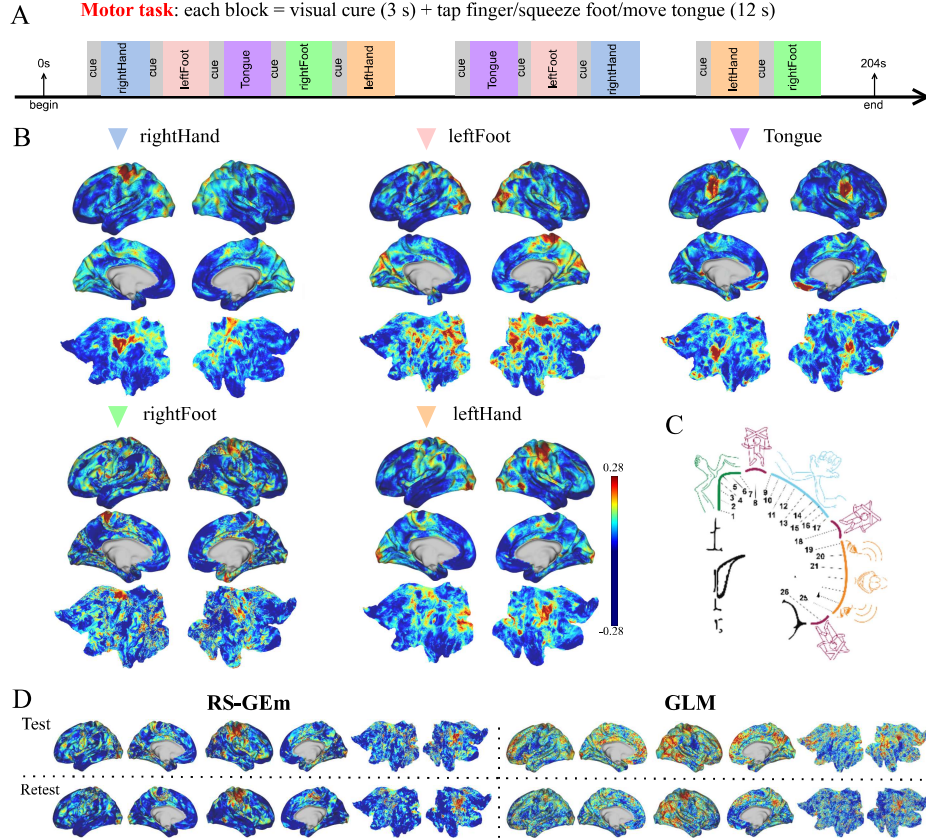 A
Motor task: each block = visual cure (3 s) + tap finger/squeeze foot/move tongue (12 s)
0s
begin
cue
rightHand
cue
leftFoot
cue
Tongue
cue
rightFoot
cue
leftHand
cue
Tongue
cue
leftFoot
cue
rightHand
cue
leftHand
cue
rightFoot
204s
end
B
rightHand
leftFoot
Tongue
rightFoot
leftHand
0.28
-0.28
C
1
2
3
4
5
6
7
8
9
10
11
12
13
14
15
16
17
18
19
20
21
4
25
26
D
RS-GEm
GLM
Test
Retest